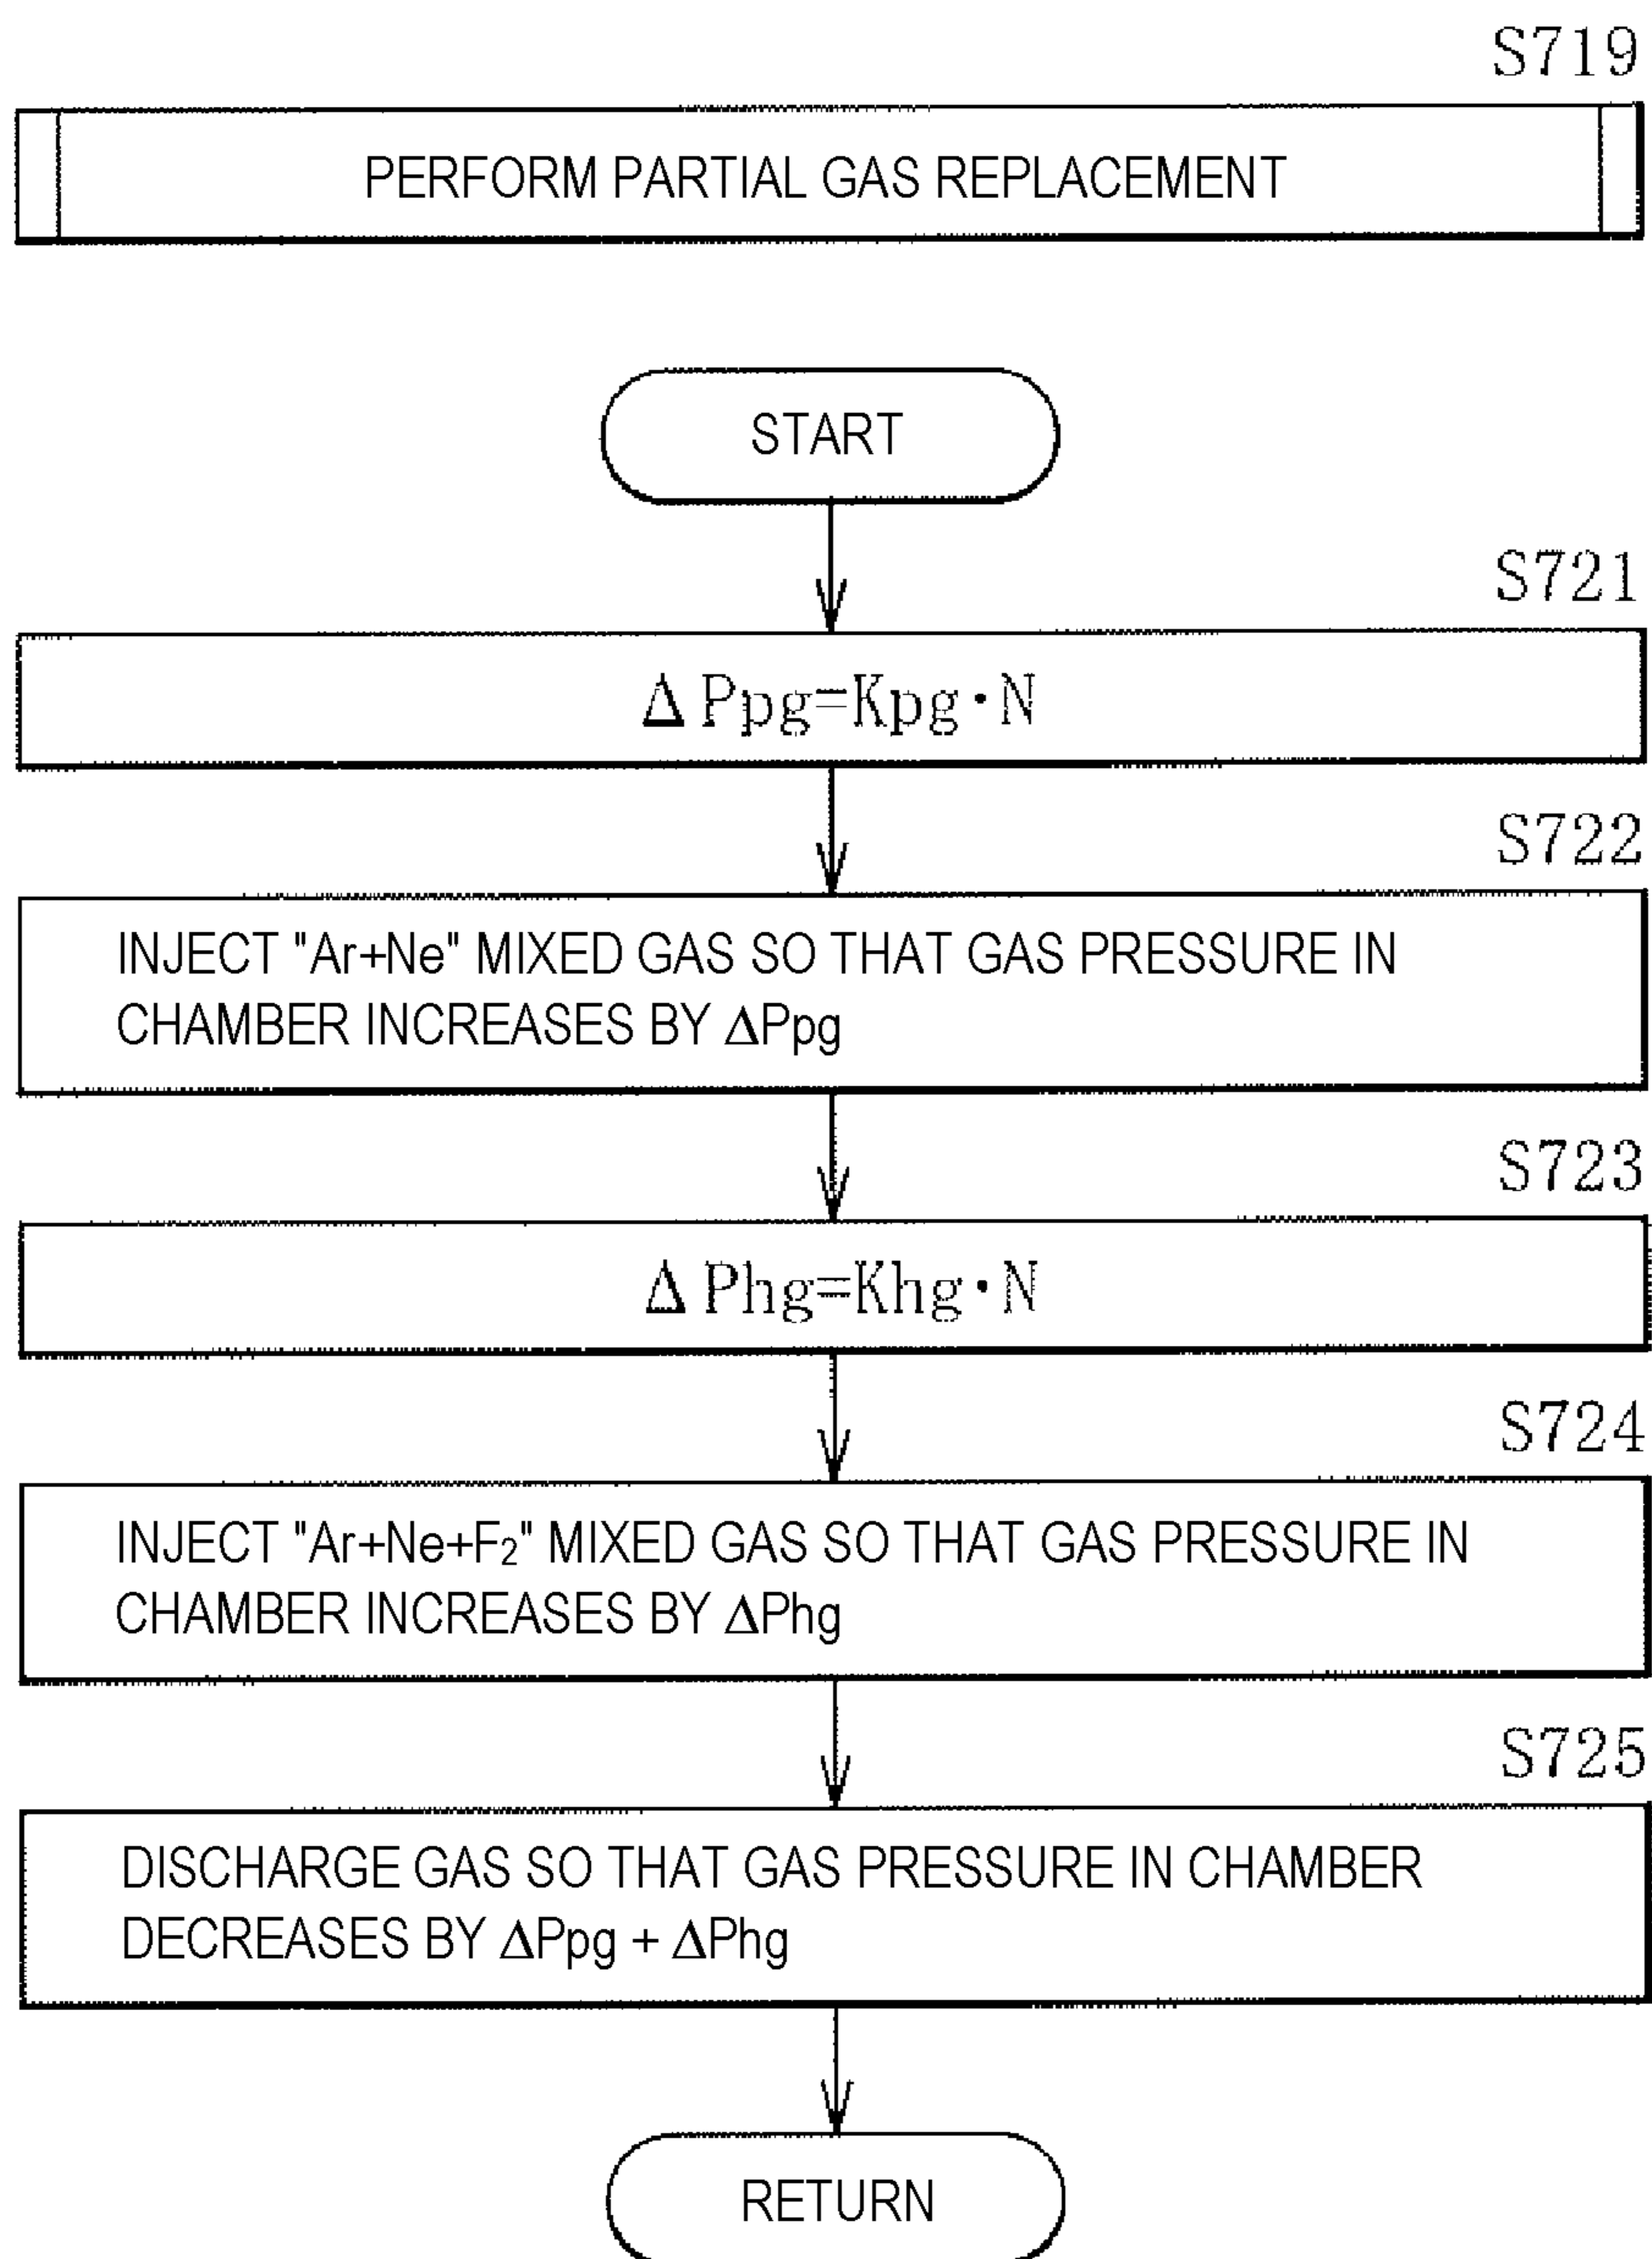 S719
PERFORM PARTIAL GAS REPLACEMENT
START
S721
Δ Ppg=Kpg·N
S722
INJECT "Ar+Ne" MIXED GAS SO THAT GAS PRESSURE IN
CHAMBER INCREASES BY ΔPpg
S723
Δ Phg=Khg·N
S724
INJECT "Ar+Ne+F₂" MIXED GAS SO THAT GAS PRESSURE IN
CHAMBER INCREASES BY ΔPhg
S725
DISCHARGE GAS SO THAT GAS PRESSURE IN CHAMBER
DECREASES BY ΔPpg + ΔPhg
RETURN